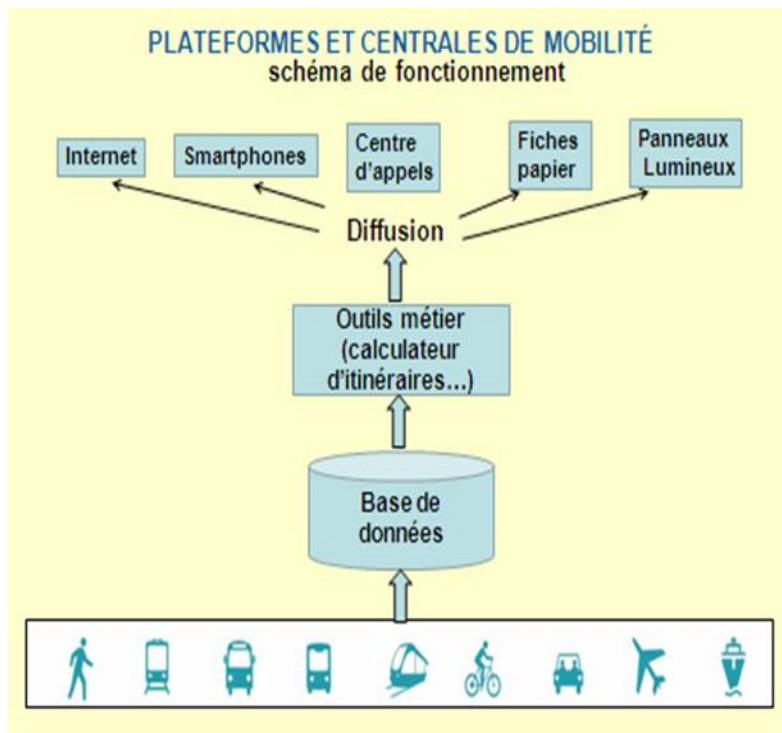 PLATEFORMES ET CENTRALES DE MOBILITÉ
schéma de fonctionnement
Internet
Smartphones
Centre
d'appels
Fiches
papier
Panneaux
Lumineux
Diffusion
Outils métier
(calculateur
d'itinéraires...)
Base de
données